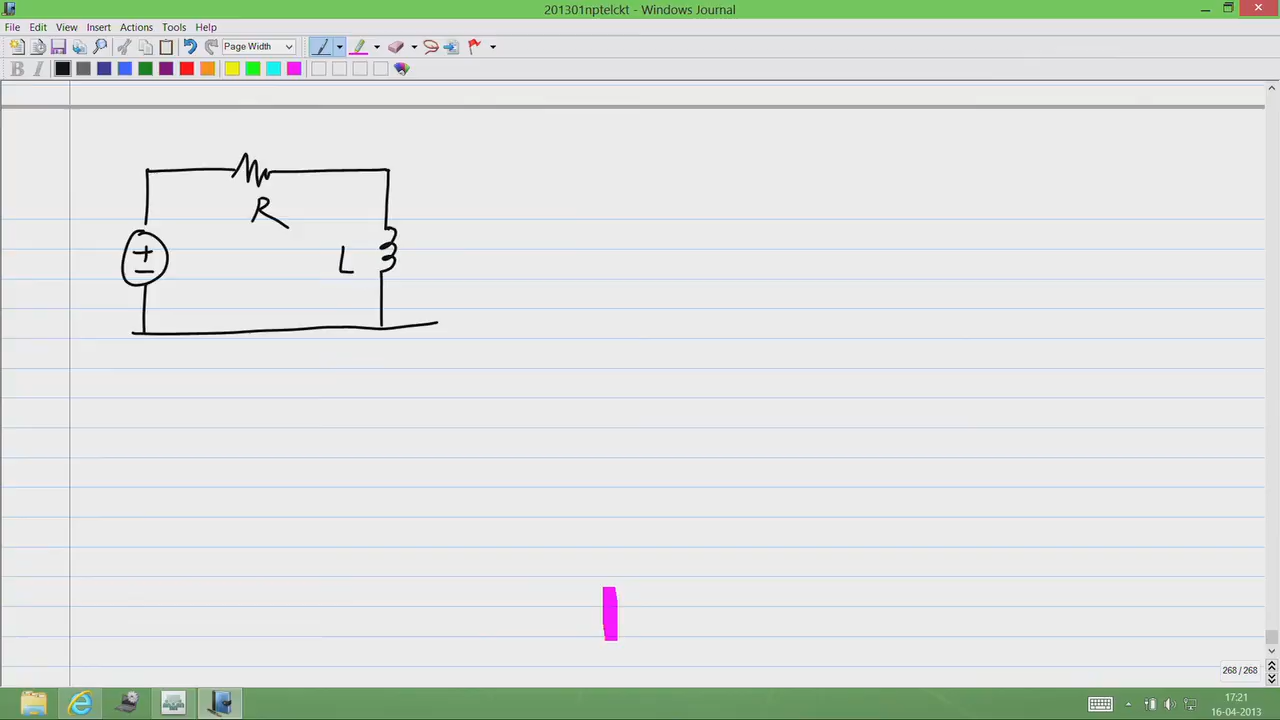 201301nptelckt - Windows Journal
File Edit View Insert Actions Tools Help
Page Width
B I
R
+
−
L
268 / 268
17:21
16-04-2013